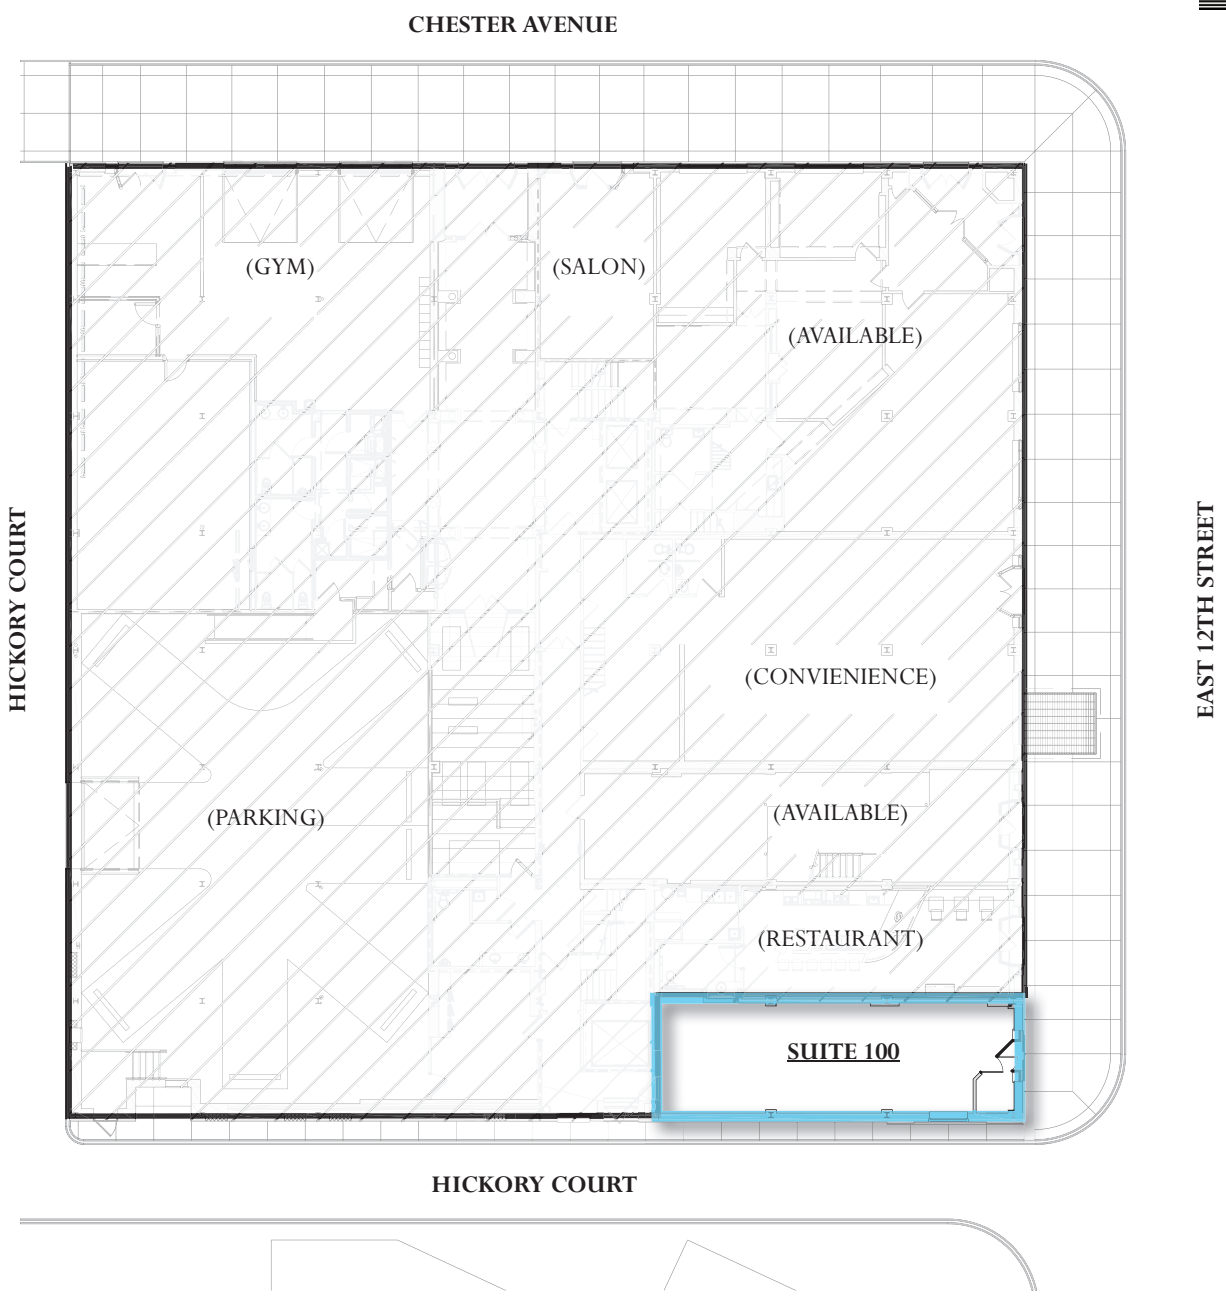 CHESTER AVENUE
(GYM)
(SALON)
(AVAILABLE)
HICKORY COURT
EAST 12TH STREET
(CONVIENIENCE)
(PARKING)
(AVAILABLE)
(RESTAURANT)
SUITE 100
HICKORY COURT